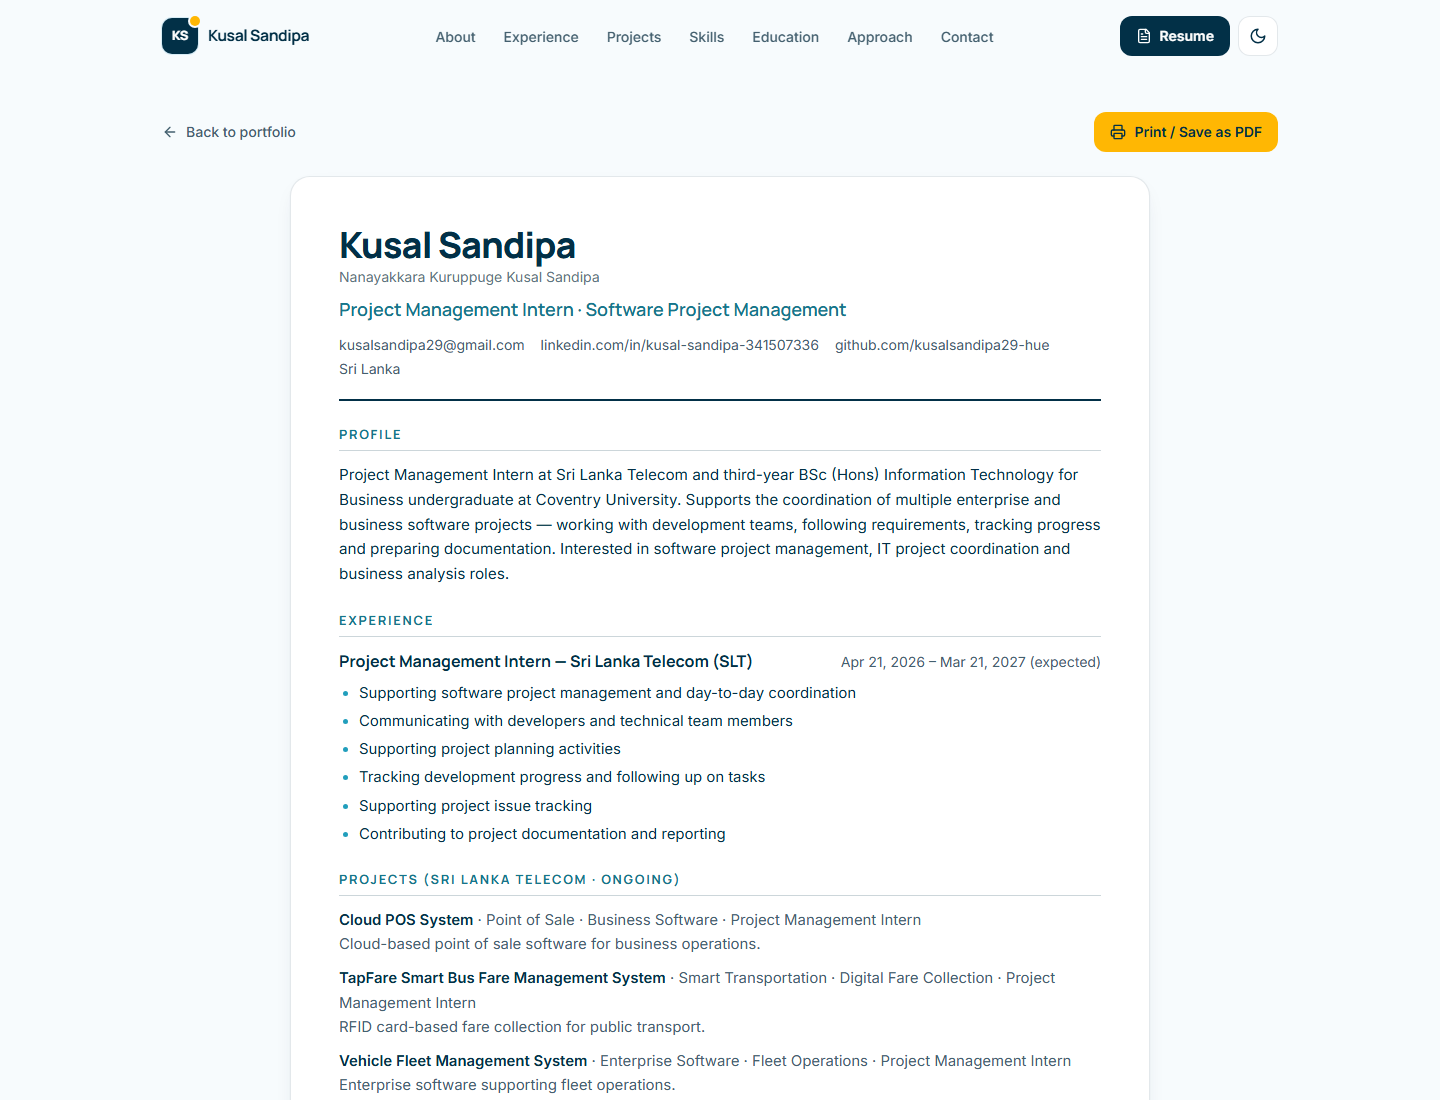 KS Kusal Sandipa
About Experience Projects Skills Education Approach Contact
Resume
Back to portfolio
Print / Save as PDF
Kusal Sandipa
Nanayakkara Kuruppuge Kusal Sandipa
Project Management Intern · Software Project Management
kusalsandipa29@gmail.com linkedin.com/in/kusal-sandipa-341507336 github.com/kusalsandipa29-hue
Sri Lanka
PROFILE
Project Management Intern at Sri Lanka Telecom and third-year BSc (Hons) Information Technology for
Business undergraduate at Coventry University. Supports the coordination of multiple enterprise and
business software projects — working with development teams, following requirements, tracking progress
and preparing documentation. Interested in software project management, IT project coordination and
business analysis roles.
EXPERIENCE
Project Management Intern — Sri Lanka Telecom (SLT) Apr 21, 2026 – Mar 21, 2027 (expected)
Supporting software project management and day-to-day coordination
Communicating with developers and technical team members
Supporting project planning activities
Tracking development progress and following up on tasks
Supporting project issue tracking
Contributing to project documentation and reporting
PROJECTS (SRI LANKA TELECOM · ONGOING)
Cloud POS System · Point of Sale · Business Software · Project Management Intern
Cloud-based point of sale software for business operations.
TapFare Smart Bus Fare Management System · Smart Transportation · Digital Fare Collection · Project
Management Intern
RFID card-based fare collection for public transport.
Vehicle Fleet Management System · Enterprise Software · Fleet Operations · Project Management Intern
Enterprise software supporting fleet operations.